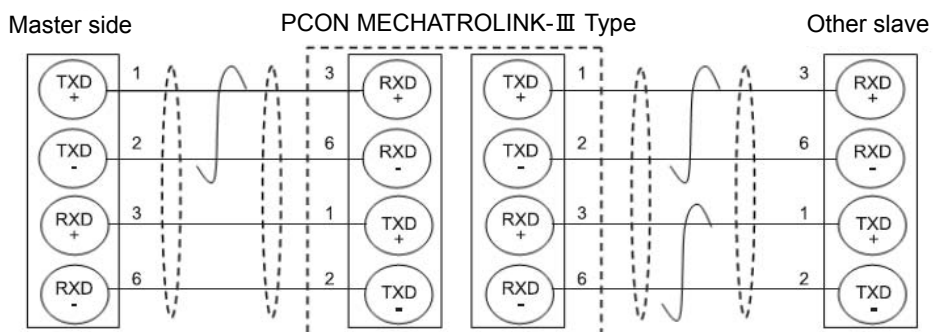 Master side PCON MECHATROLINK-Ⅲ Type Other slave
TXD + 1 3 RXD + TXD + 1 3 RXD +
TXD - 2 6 RXD - TXD - 2 6 RXD -
RXD + 3 1 TXD + RXD + 3 1 TXD +
RXD - 6 2 TXD - RXD - 6 2 TXD -